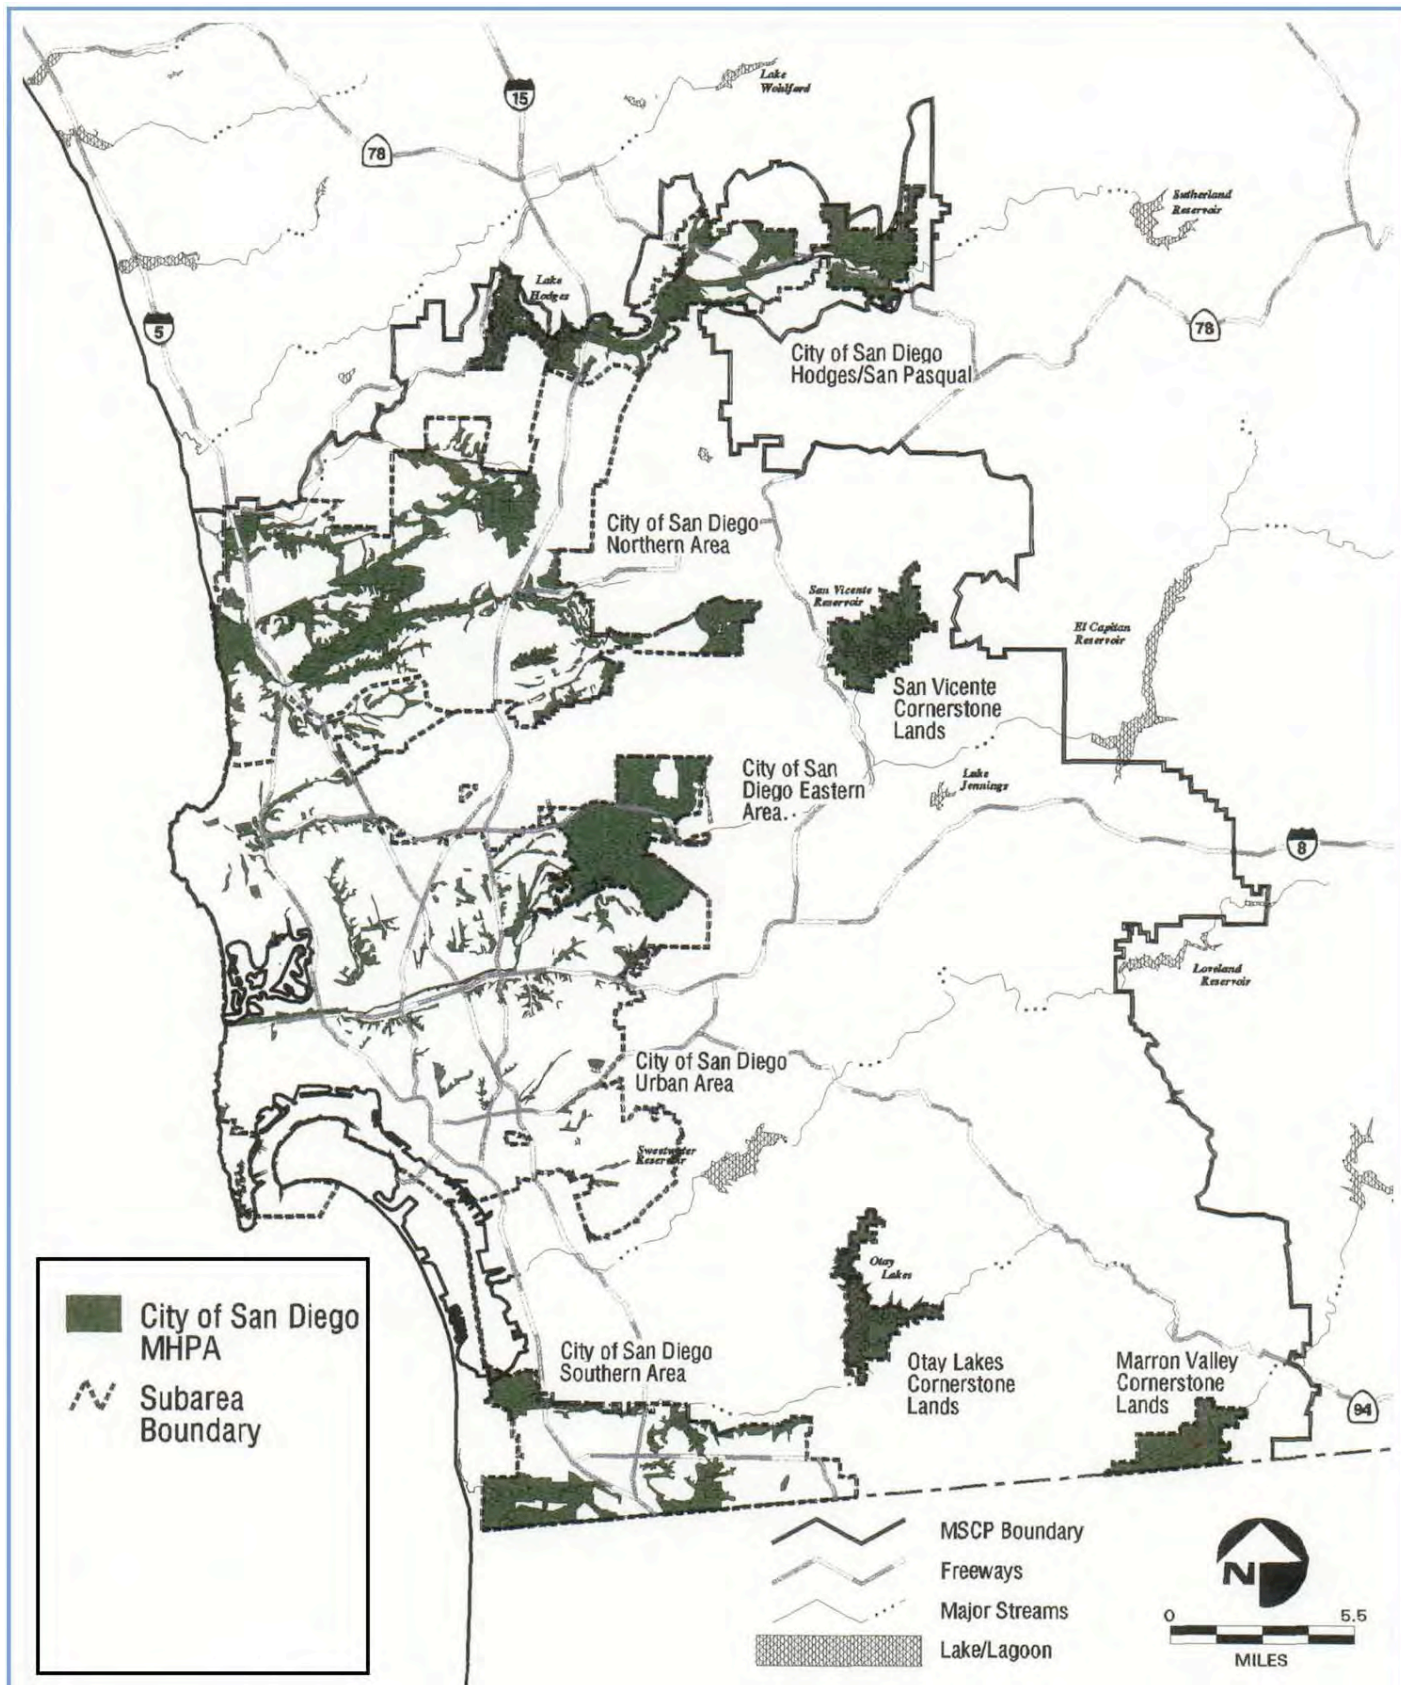 Lake
Wohlford
15
78
Sutherland
Reservoir
Lake
Hodges
5
78
City of San Diego
Hodges/San Pasqual
City of San Diego
Northern Area
San Vicente
Reservoir
El Capitan
Reservoir
San Vicente
Cornerstone
Lands
City of San
Diego Eastern
Area.
Lake
Jennings
8
Loveland
Reservoir
City of San Diego
Urban Area
Sweetwater
Reservoir
Otay
Lakes
City of San Diego
MHPA
Subarea
Boundary
City of San Diego
Southern Area
Otay Lakes
Cornerstone
Lands
Marron Valley
Cornerstone
Lands
94
MSCP Boundary
Freeways
Major Streams
Lake/Lagoon
N
0 5.5
MILES